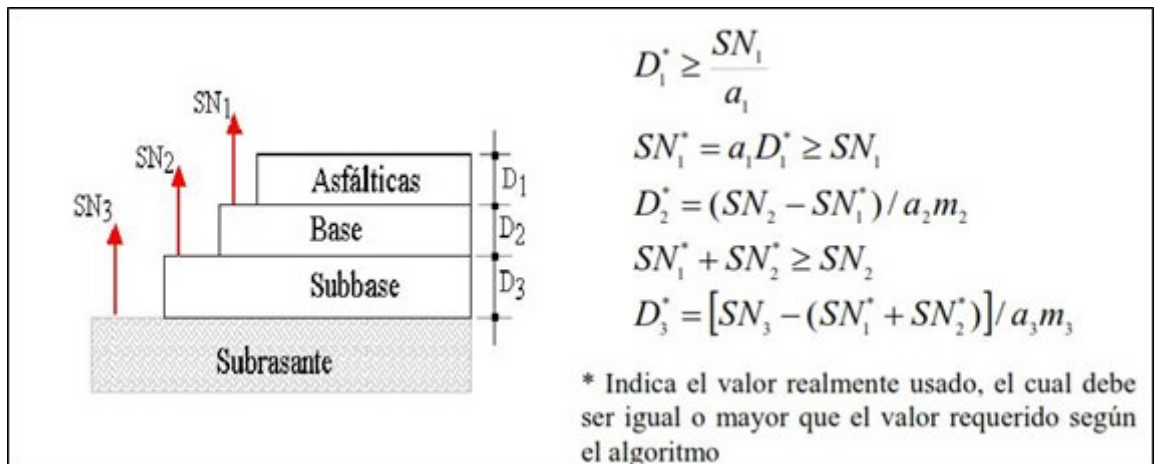 SN₁
SN₂
SN₃
Asfálticas
D₁
Base
D₂
Subbase
D₃
Subrasante
D₁* ≥ SN₁ / a₁
SN₁* = a₁D₁* ≥ SN₁
D₂* = (SN₂ − SN₁*) / a₂m₂
SN₁* + SN₂* ≥ SN₂
D₃* = [SN₃ − (SN₁* + SN₂*)] / a₃m₃
* Indica el valor realmente usado, el cual debe
ser igual o mayor que el valor requerido según
el algoritmo